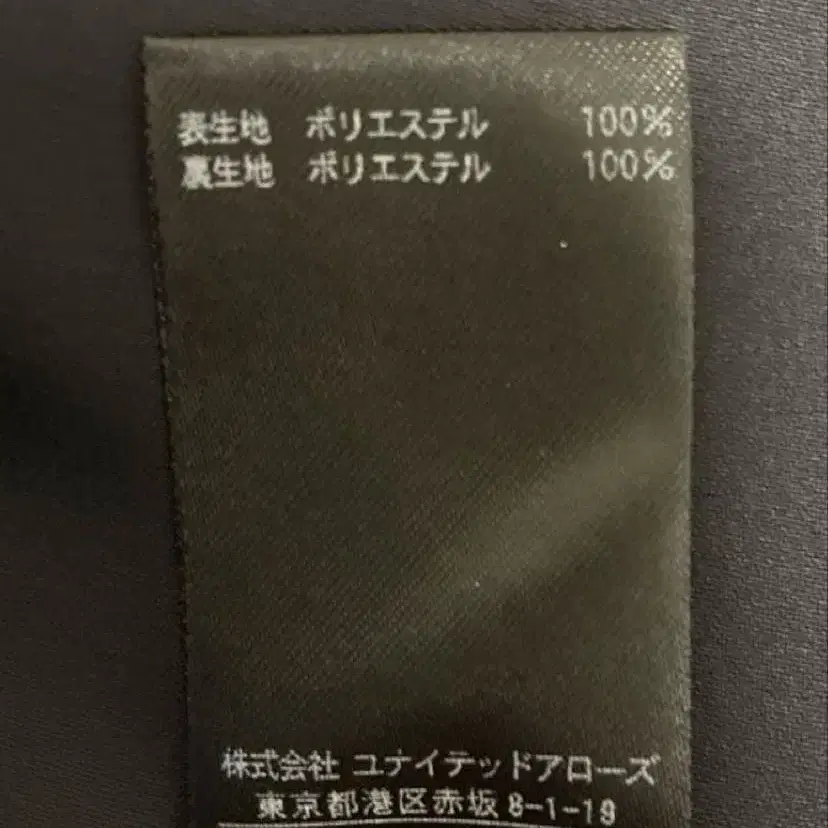 表生地 ポリエステル 100%
裏生地 ポリエステル 100%
株式会社 ユナイテッドアローズ
東京都港区赤坂8-1-19